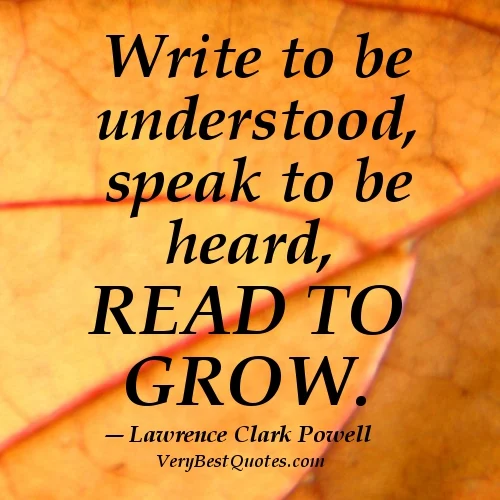 Write to be
understood,
speak to be
heard,
READ TO
GROW.
— Lawrence Clark Powell
VeryBestQuotes.com